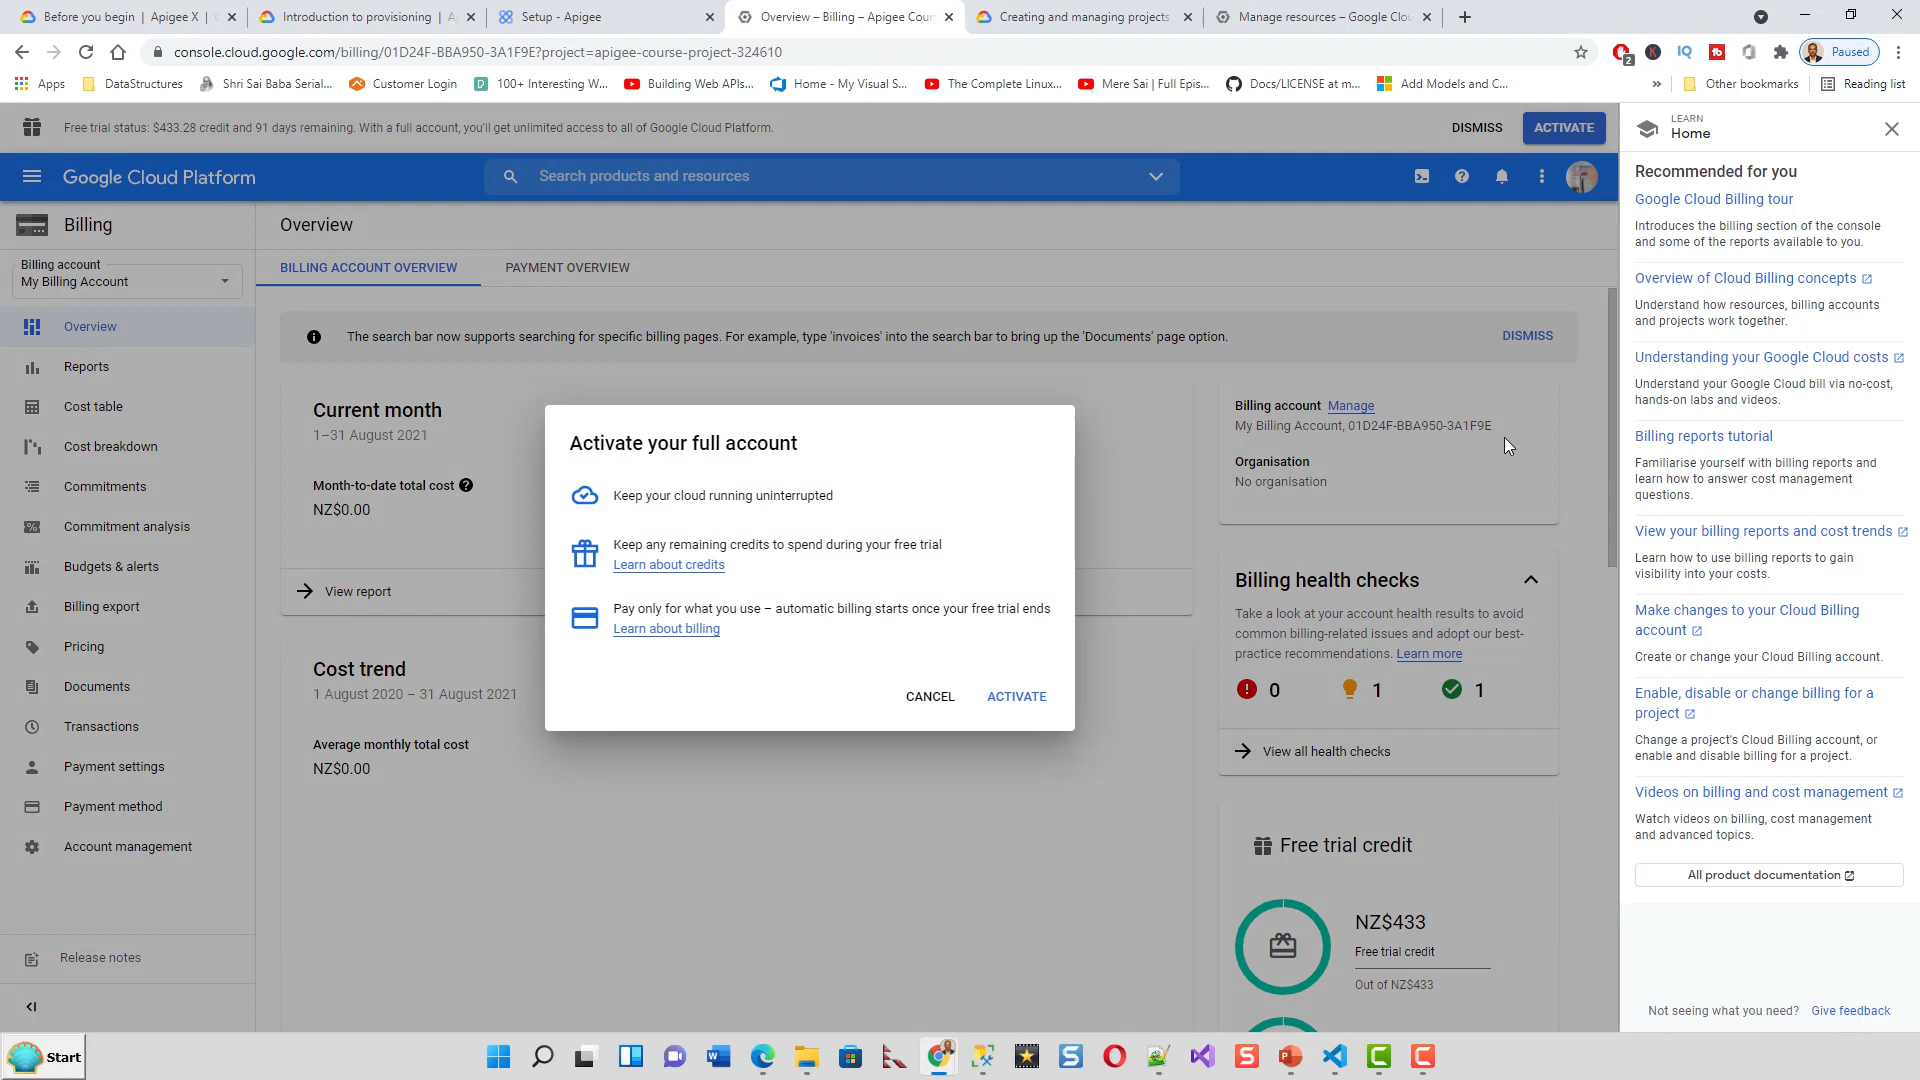 Before you begin | Apigee X |
Introduction to provisioning | A
Setup - Apigee
Overview – Billing – Apigee Cour
Creating and managing projects
Manage resources – Google Clou
console.cloud.google.com/billing/01D24F-BBA950-3A1F9E?project=apigee-course-project-324610
2
Paused
Apps
DataStructures
Shri Sai Baba Serial...
Customer Login
100+ Interesting W...
Building Web APIs...
Home - My Visual S...
The Complete Linux...
Mere Sai | Full Epis...
Docs/LICENSE at m...
Add Models and C...
»
Other bookmarks
Reading list
Free trial status: $433.28 credit and 91 days remaining. With a full account, you'll get unlimited access to all of Google Cloud Platform.
DISMISS
ACTIVATE
Google Cloud Platform
Search products and resources
Billing
Billing account
My Billing Account
Overview
Reports
Cost table
Cost breakdown
Commitments
Commitment analysis
Budgets & alerts
Billing export
Pricing
Documents
Transactions
Payment settings
Payment method
Account management
Release notes
Overview
BILLING ACCOUNT OVERVIEW
PAYMENT OVERVIEW
The search bar now supports searching for specific billing pages. For example, type 'invoices' into the search bar to bring up the 'Documents' page option.
DISMISS
Current month
1–31 August 2021
Month-to-date total cost
NZ$0.00
View report
Cost trend
1 August 2020 – 31 August 2021
Average monthly total cost
NZ$0.00
Activate your full account
Keep your cloud running uninterrupted
Keep any remaining credits to spend during your free trial
Learn about credits
Pay only for what you use – automatic billing starts once your free trial ends
Learn about billing
CANCEL
ACTIVATE
Billing account Manage
My Billing Account, 01D24F-BBA950-3A1F9E
Organisation
No organisation
Billing health checks
Take a look at your account health results to avoid
common billing-related issues and adopt our best-
practice recommendations. Learn more
0
1
1
View all health checks
Free trial credit
NZ$433
Free trial credit
Out of NZ$433
LEARN
Home
Recommended for you
Google Cloud Billing tour
Introduces the billing section of the console
and some of the reports available to you.
Overview of Cloud Billing concepts
Understand how resources, billing accounts
and projects work together.
Understanding your Google Cloud costs
Understand your Google Cloud bill via no-cost,
hands-on labs and videos.
Billing reports tutorial
Familiarise yourself with billing reports and
learn how to answer cost management
questions.
View your billing reports and cost trends
Learn how to use billing reports to gain
visibility into your costs.
Make changes to your Cloud Billing
account
Create or change your Cloud Billing account.
Enable, disable or change billing for a
project
Change a project's Cloud Billing account, or
enable and disable billing for a project.
Videos on billing and cost management
Watch videos on billing, cost management
and advanced topics.
All product documentation
Not seeing what you need? Give feedback
Start